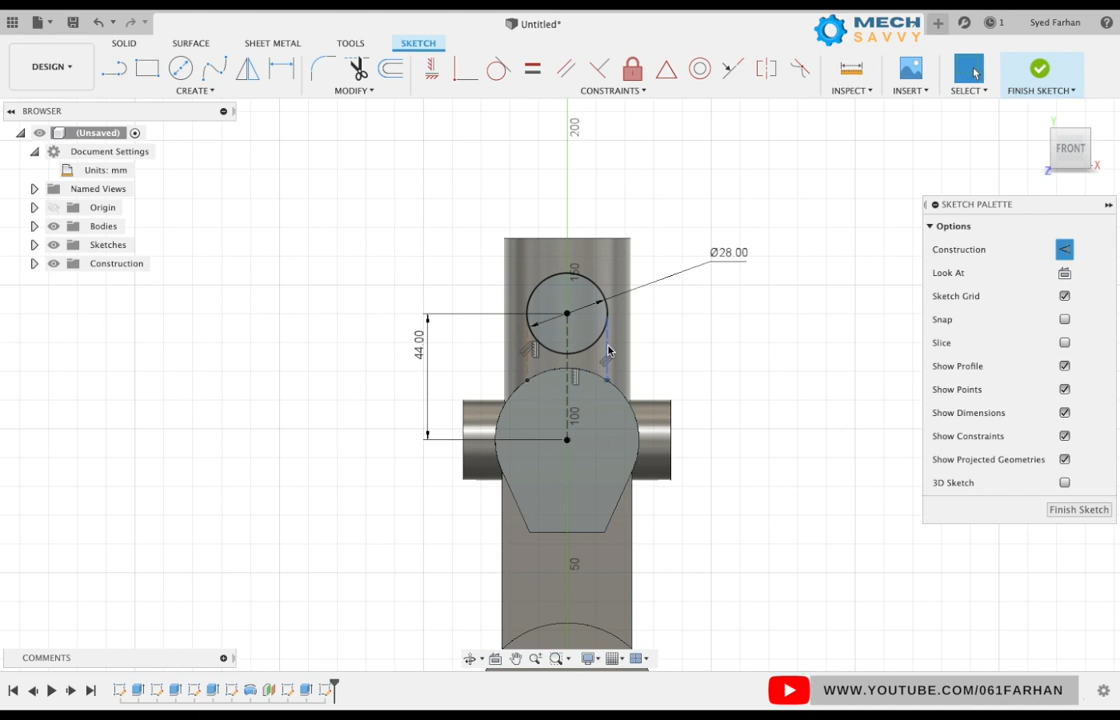 Untitled*
MECH
SAVVY
1
Syed Farhan
DESIGN
SOLID
SURFACE
SHEET METAL
TOOLS
SKETCH
CREATE
MODIFY
CONSTRAINTS
INSPECT
INSERT
SELECT
FINISH SKETCH
BROWSER
(Unsaved)
Document Settings
Units: mm
Named Views
Origin
Bodies
Sketches
Construction
200
150
100
50
Ø28.00
44.00
Y
FRONT
Z
X
SKETCH PALETTE
Options
Construction
Look At
Sketch Grid
Snap
Slice
Show Profile
Show Points
Show Dimensions
Show Constraints
Show Projected Geometries
3D Sketch
Finish Sketch
COMMENTS
WWW.YOUTUBE.COM/061FARHAN